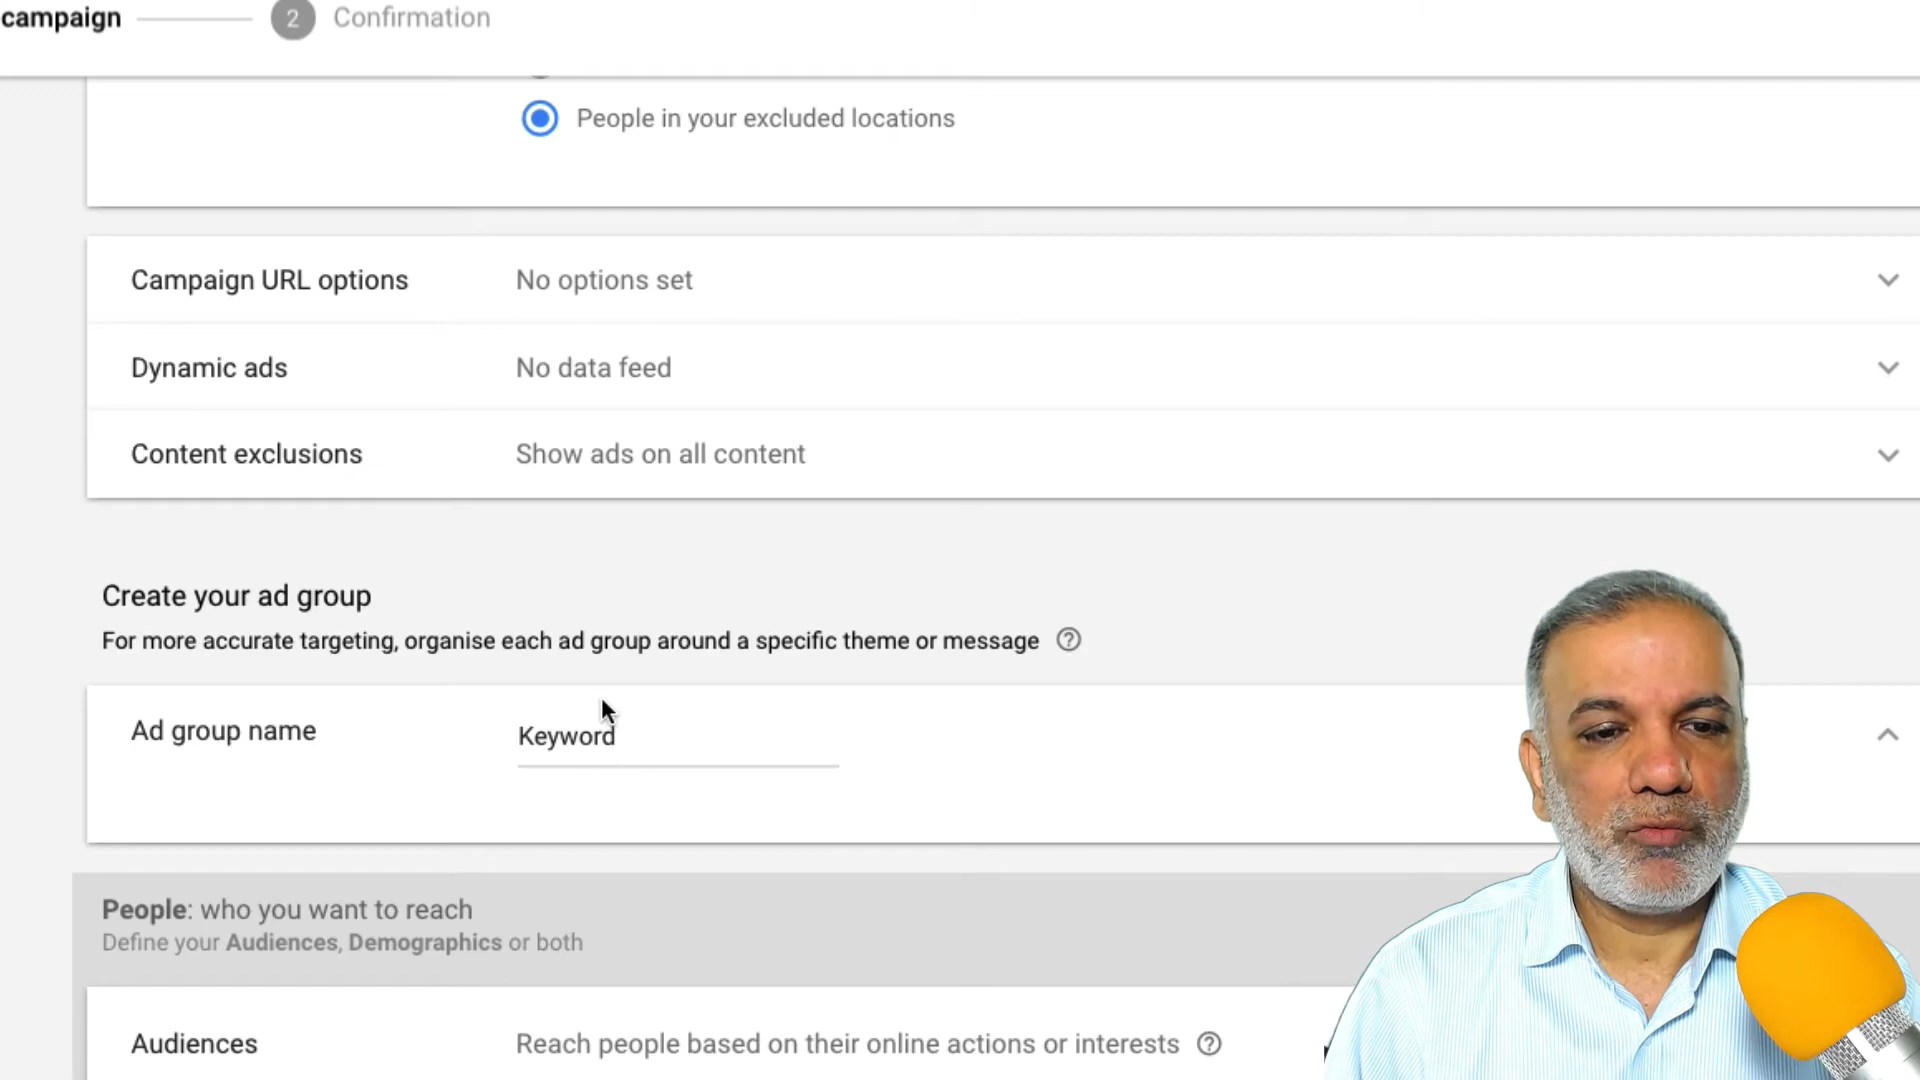 campaign
2
Confirmation
People in your excluded locations
Campaign URL options
No options set
Dynamic ads
No data feed
Content exclusions
Show ads on all content
Create your ad group
For more accurate targeting, organise each ad group around a specific theme or message ?
Ad group name
Keyword
People: who you want to reach
Define your Audiences, Demographics or both
Audiences
Reach people based on their online actions or interests ?